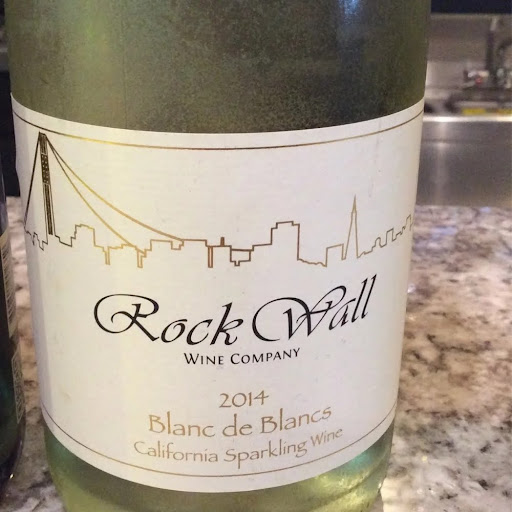 Rock Wall
WINE COMPANY
2014
Blanc de Blancs
California Sparkling Wine